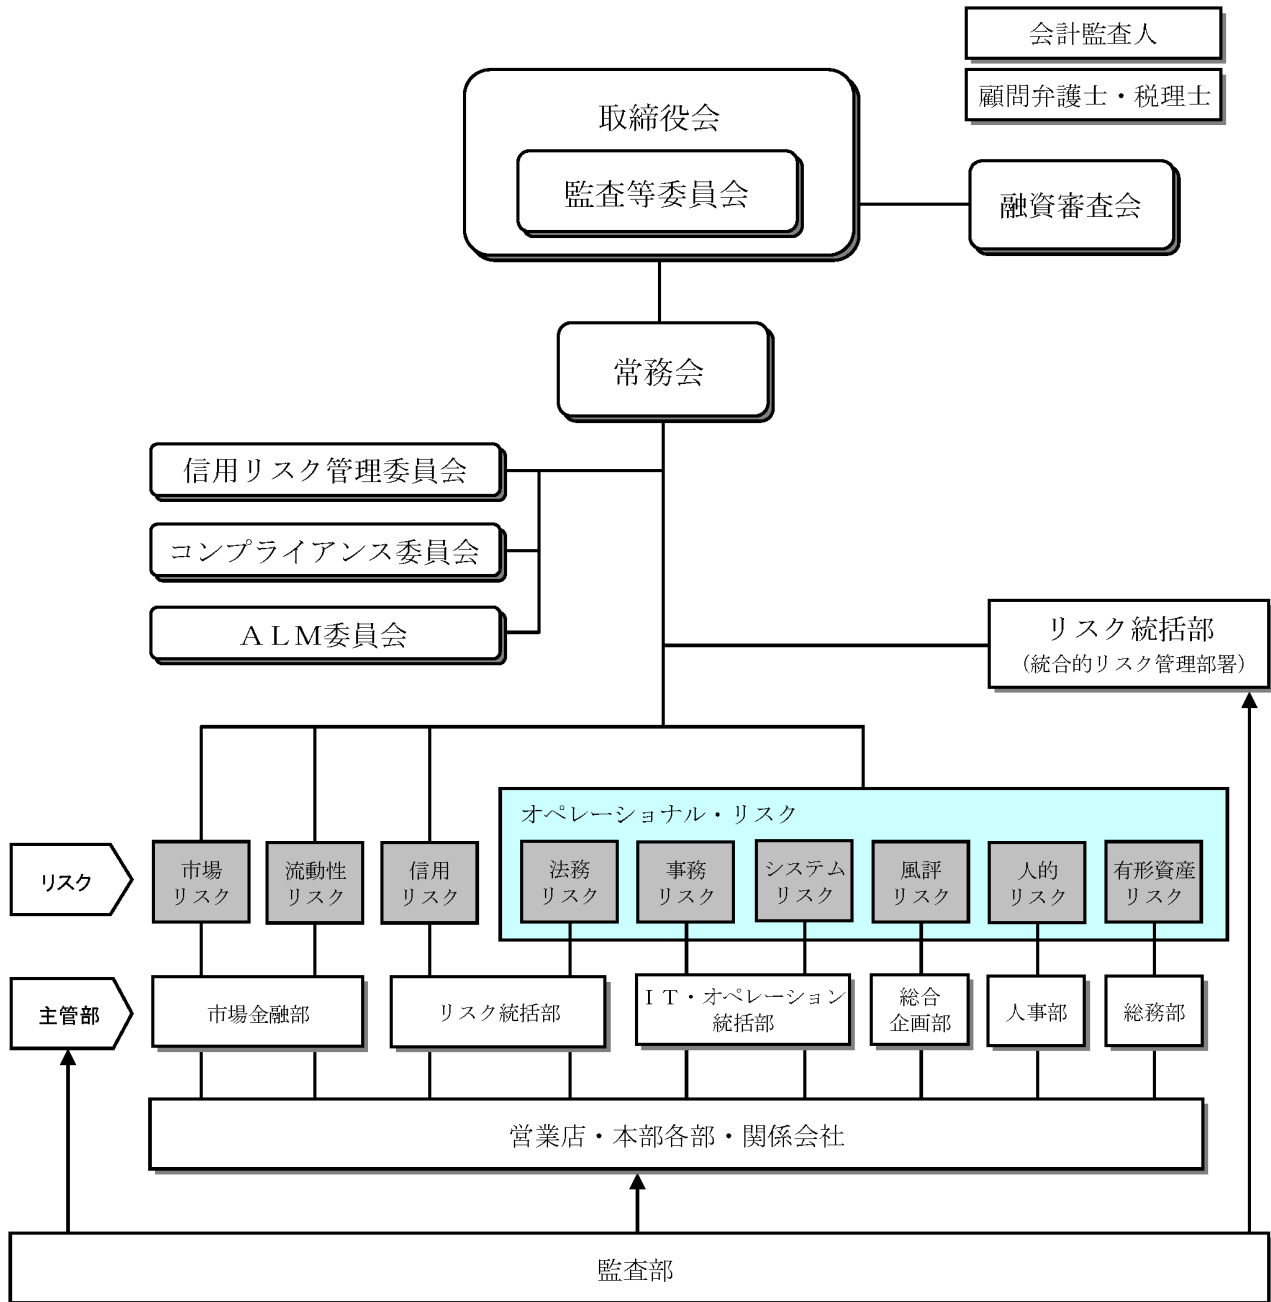 会計監査人
顧問弁護士・税理士
取締役会
監査等委員会
融資審査会
常務会
信用リスク管理委員会
コンプライアンス委員会
ＡＬＭ委員会
リスク統括部
（統合的リスク管理部署）
オペレーショナル・リスク
リスク
市場
リスク
流動性
リスク
信用
リスク
法務
リスク
事務
リスク
システム
リスク
風評
リスク
人的
リスク
有形資産
リスク
主管部
市場金融部
リスク統括部
ＩＴ・オペレーション
統括部
総合
企画部
人事部
総務部
営業店・本部各部・関係会社
監査部